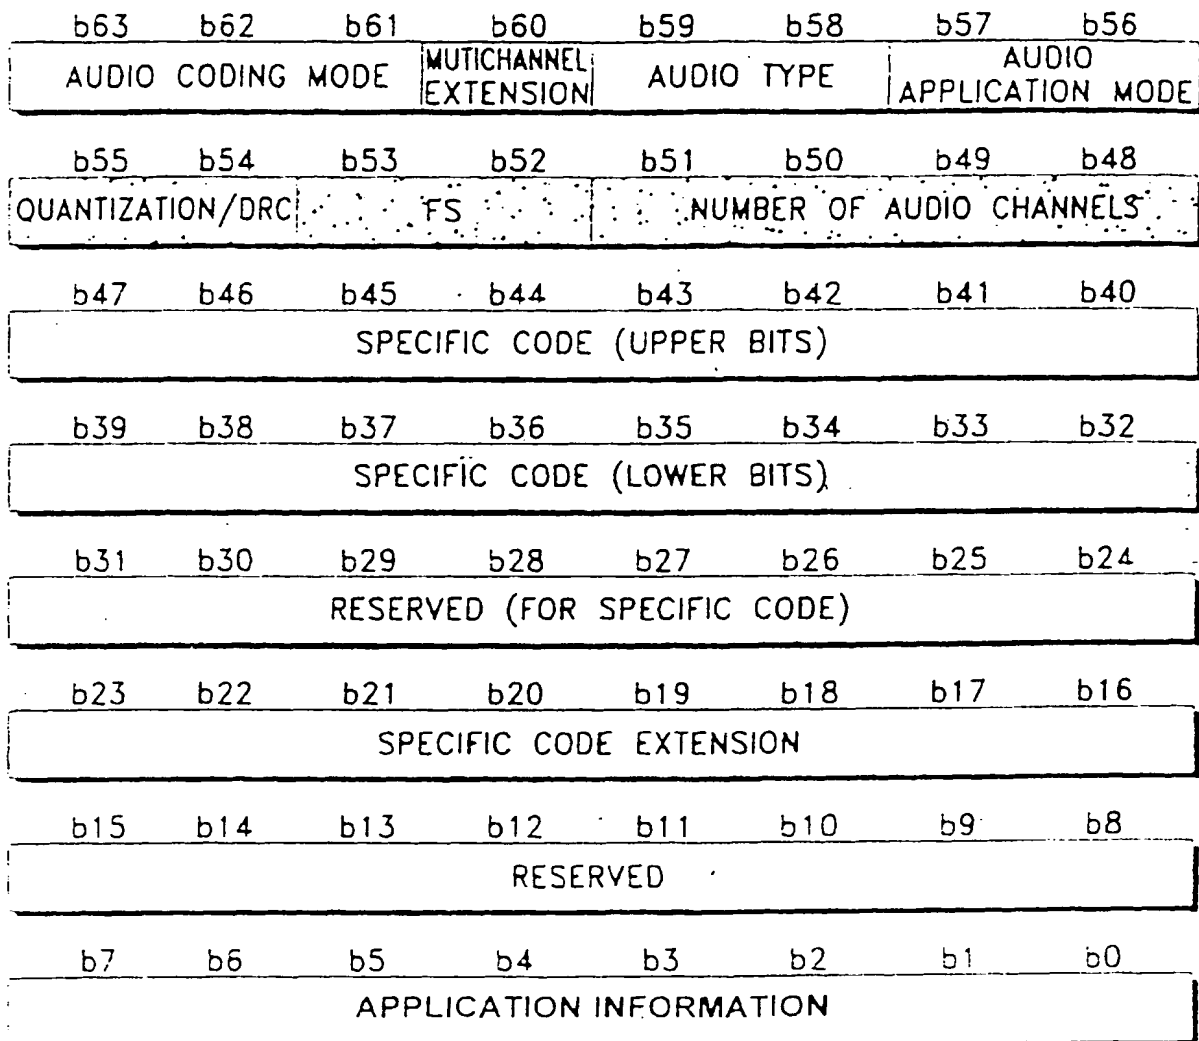 b63 b62 b61 b60 b59 b58 b57 b56
AUDIO CODING MODE
MUTICHANNEL
EXTENSION
AUDIO TYPE
AUDIO
APPLICATION MODE
b55 b54 b53 b52 b51 b50 b49 b48
QUANTIZATION/DRC FS NUMBER OF AUDIO CHANNELS
b47 b46 b45 b44 b43 b42 b41 b40
SPECIFIC CODE (UPPER BITS)
b39 b38 b37 b36 b35 b34 b33 b32
SPECIFIC CODE (LOWER BITS)
b31 b30 b29 b28 b27 b26 b25 b24
RESERVED (FOR SPECIFIC CODE)
b23 b22 b21 b20 b19 b18 b17 b16
SPECIFIC CODE EXTENSION
b15 b14 b13 b12 b11 b10 b9 b8
RESERVED
b7 b6 b5 b4 b3 b2 b1 b0
APPLICATION INFORMATION